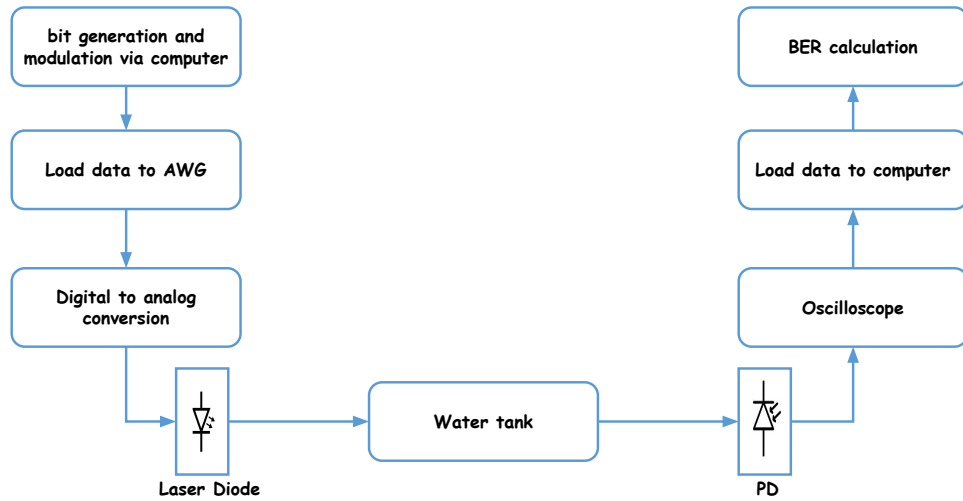 bit generation and
modulation via computer
Load data to AWG
Digital to analog
conversion
Laser Diode
Water tank
PD
Oscilloscope
Load data to computer
BER calculation